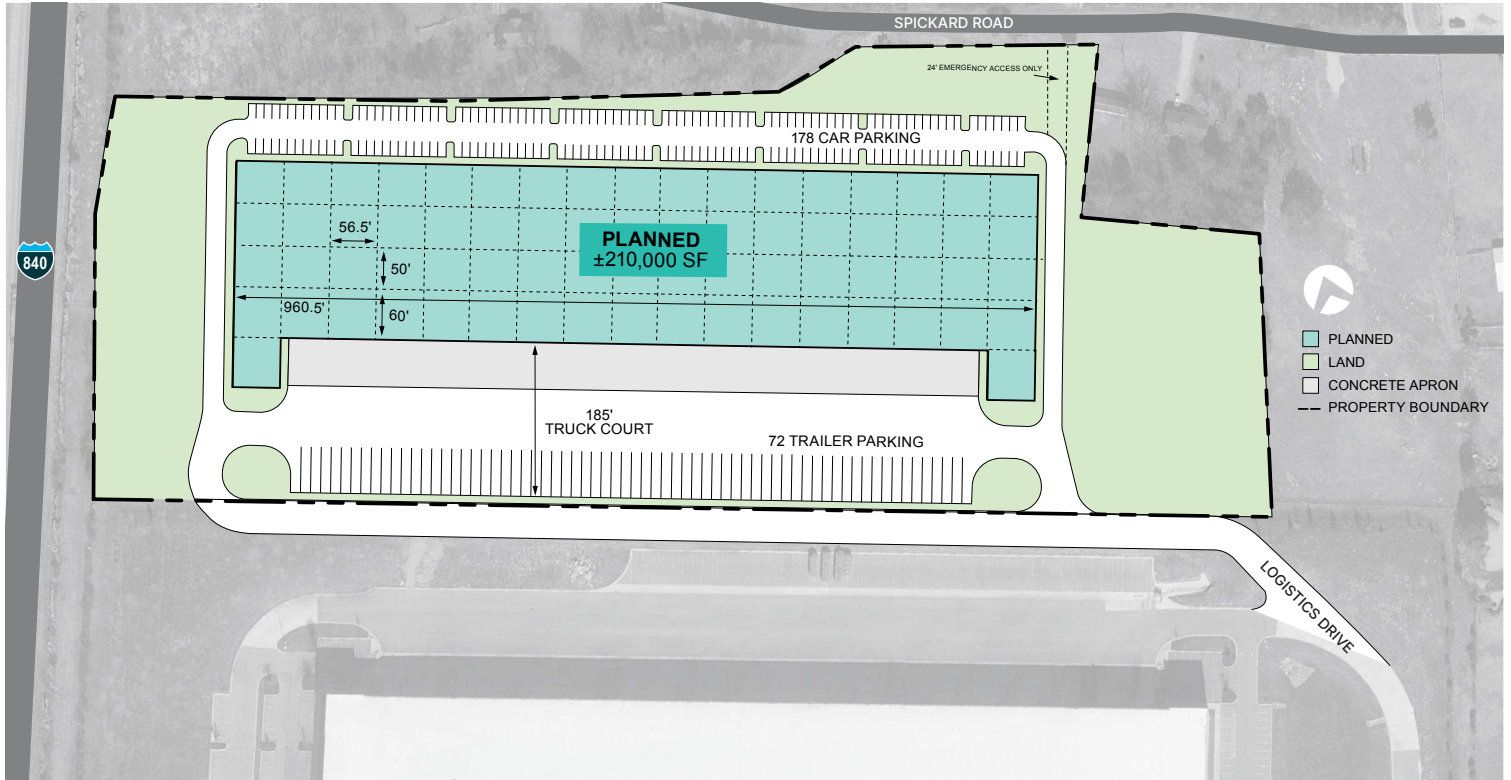 SPICKARD ROAD
24' EMERGENCY ACCESS ONLY
178 CAR PARKING
56.5'
PLANNED
±210,000 SF
840
50'
960.5'
60'
PLANNED
LAND
CONCRETE APRON
PROPERTY BOUNDARY
185'
TRUCK COURT
72 TRAILER PARKING
LOGISTICS DRIVE